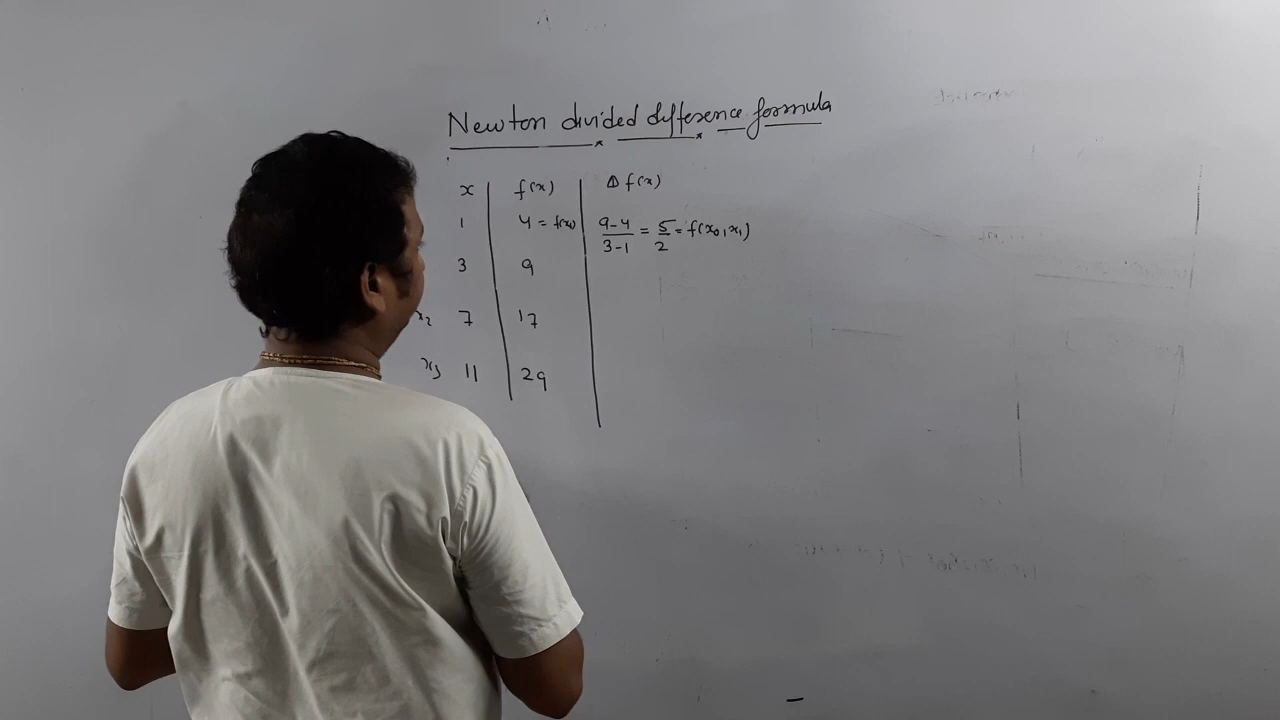 Newton divided difference formula
x f(x) Δ f(x)
1 4 = f(x₀) 9-4/3-1 = 5/2 = f(x₀, x₁)
3 9
x₂ 7 17
x₃ 11 29